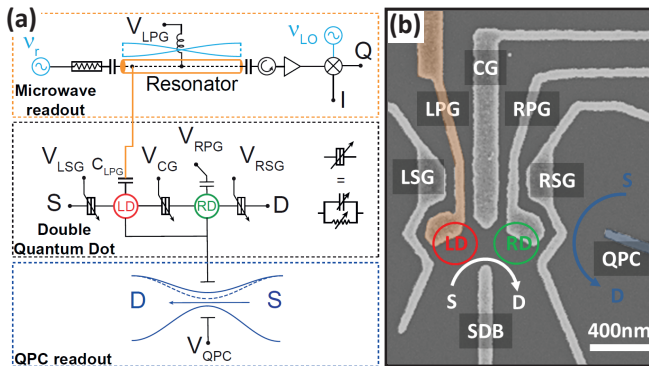 (a)
V_LPG
ν_r
ν_LO
Q
I
Resonator
Microwave readout
V_LSG
C_LPG
V_CG
V_RPG
V_RSG
S
LD
RD
D
=
Double Quantum Dot
D
S
V_QPC
QPC readout
(b)
CG
LPG
RPG
LSG
RSG
S
LD
RD
QPC
S
D
D
SDB
400nm